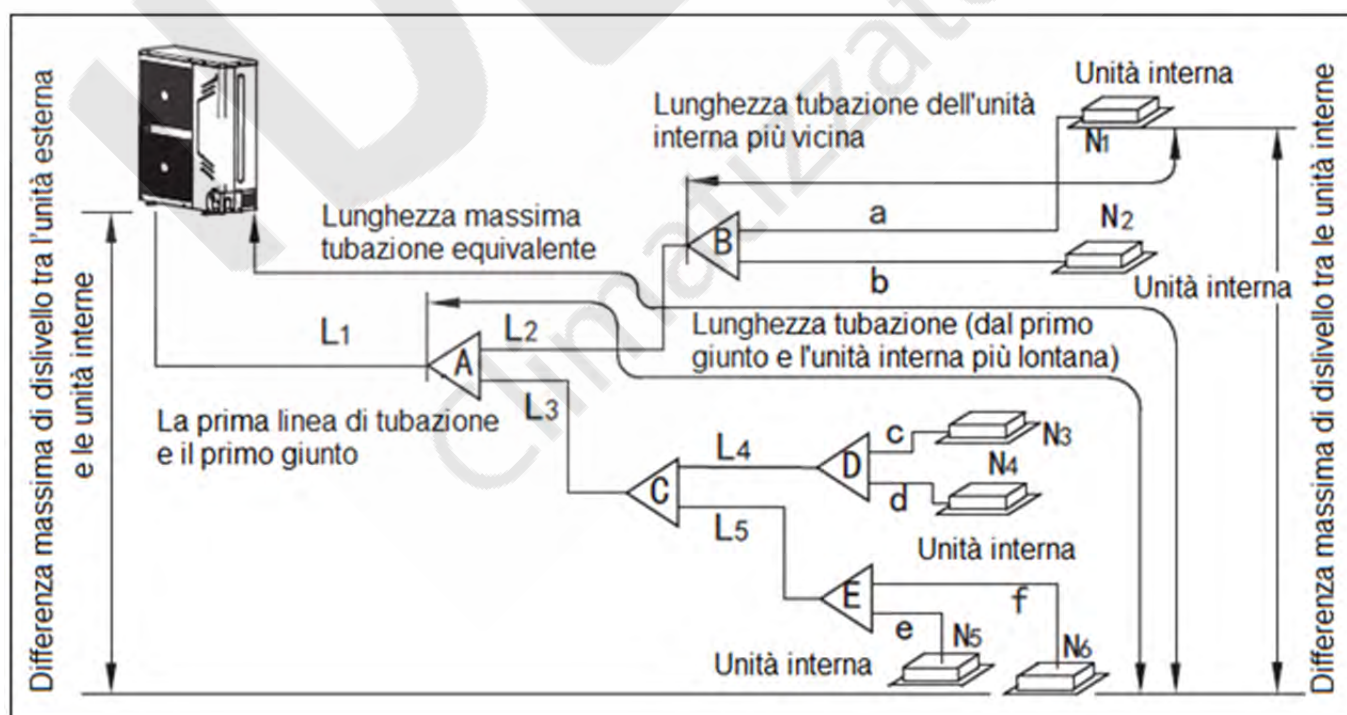 Differenza massima di dislivello tra l'unità esterna
e le unità interne
Unità interna
Lunghezza tubazione dell'unità
interna più vicina
N1
Lunghezza massima
tubazione equivalente
a
N2
B
b
Unità interna
L1
L2
Lunghezza tubazione (dal primo
giunto e l'unità interna più lontana)
A
L3
La prima linea di tubazione
e il primo giunto
c
N3
L4
D
N4
C
d
L5
Unità interna
E
f
e
N5
N6
Unità interna
Differenza massima di dislivello tra le unità interne